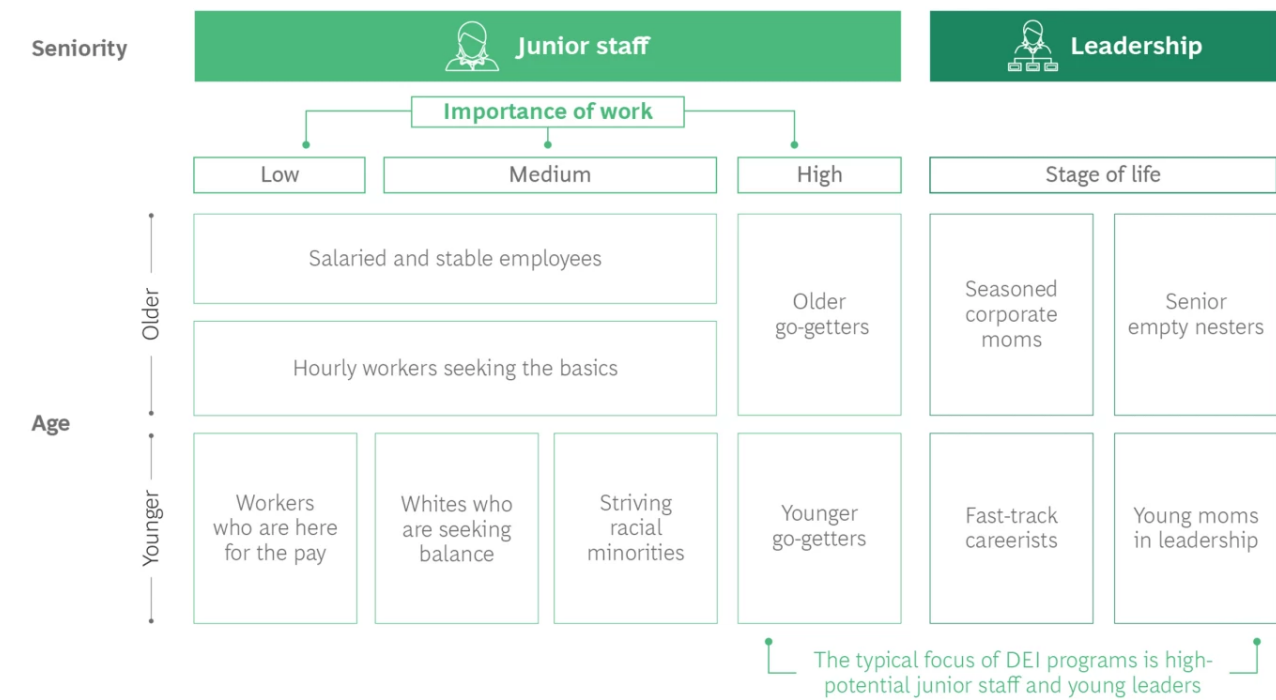 Seniority
Junior staff
Leadership
Importance of work
Low
Medium
High
Stage of life
Older
Salaried and stable employees
Hourly workers seeking the basics
Older
go-getters
Seasoned
corporate
moms
Senior
empty nesters
Age
Younger
Workers
who are here
for the pay
Whites who
are seeking
balance
Striving
racial
minorities
Younger
go-getters
Fast-track
careerists
Young moms
in leadership
The typical focus of DEI programs is high-
potential junior staff and young leaders